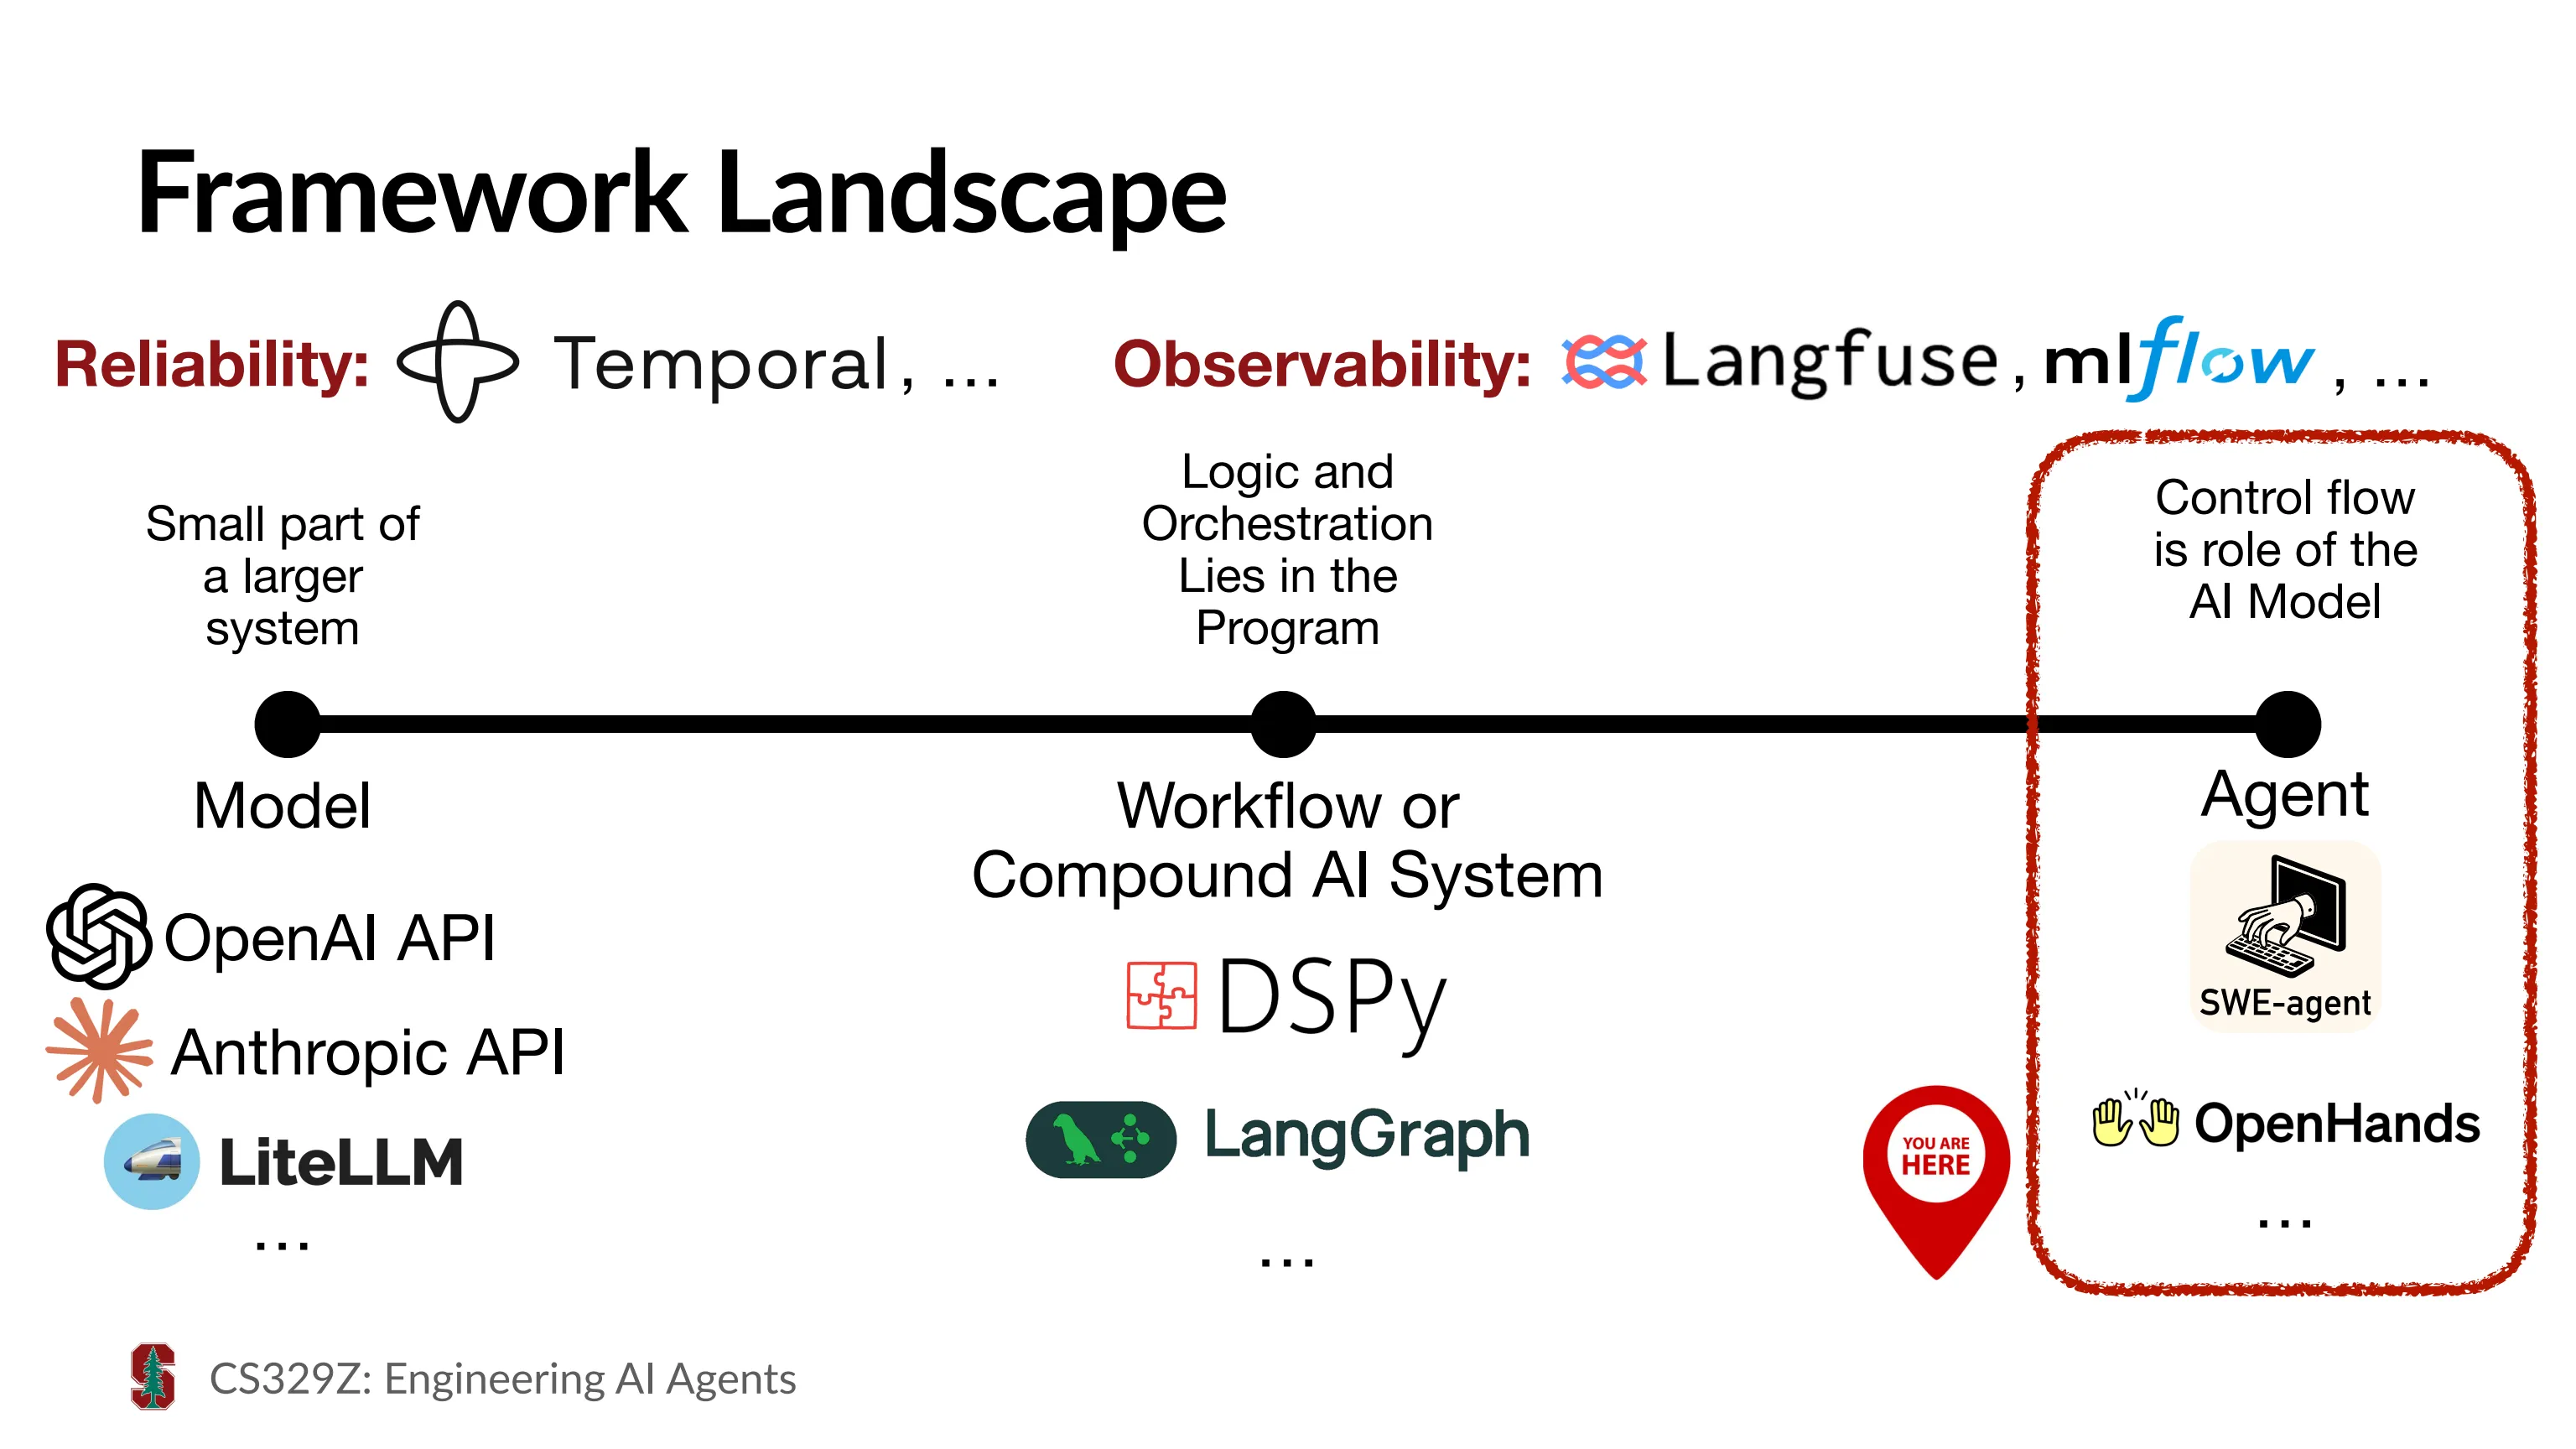 Framework Landscape
Reliability: Temporal, ...
Observability: Langfuse, mlflow, ...
Small part of
a larger
system
Logic and
Orchestration
Lies in the
Program
Control flow
is role of the
AI Model
Model
OpenAI API
Anthropic API
LiteLLM
...
Workflow or
Compound AI System
DSPy
LangGraph
...
YOU ARE
HERE
Agent
SWE-agent
OpenHands
...
S
CS329Z: Engineering AI Agents